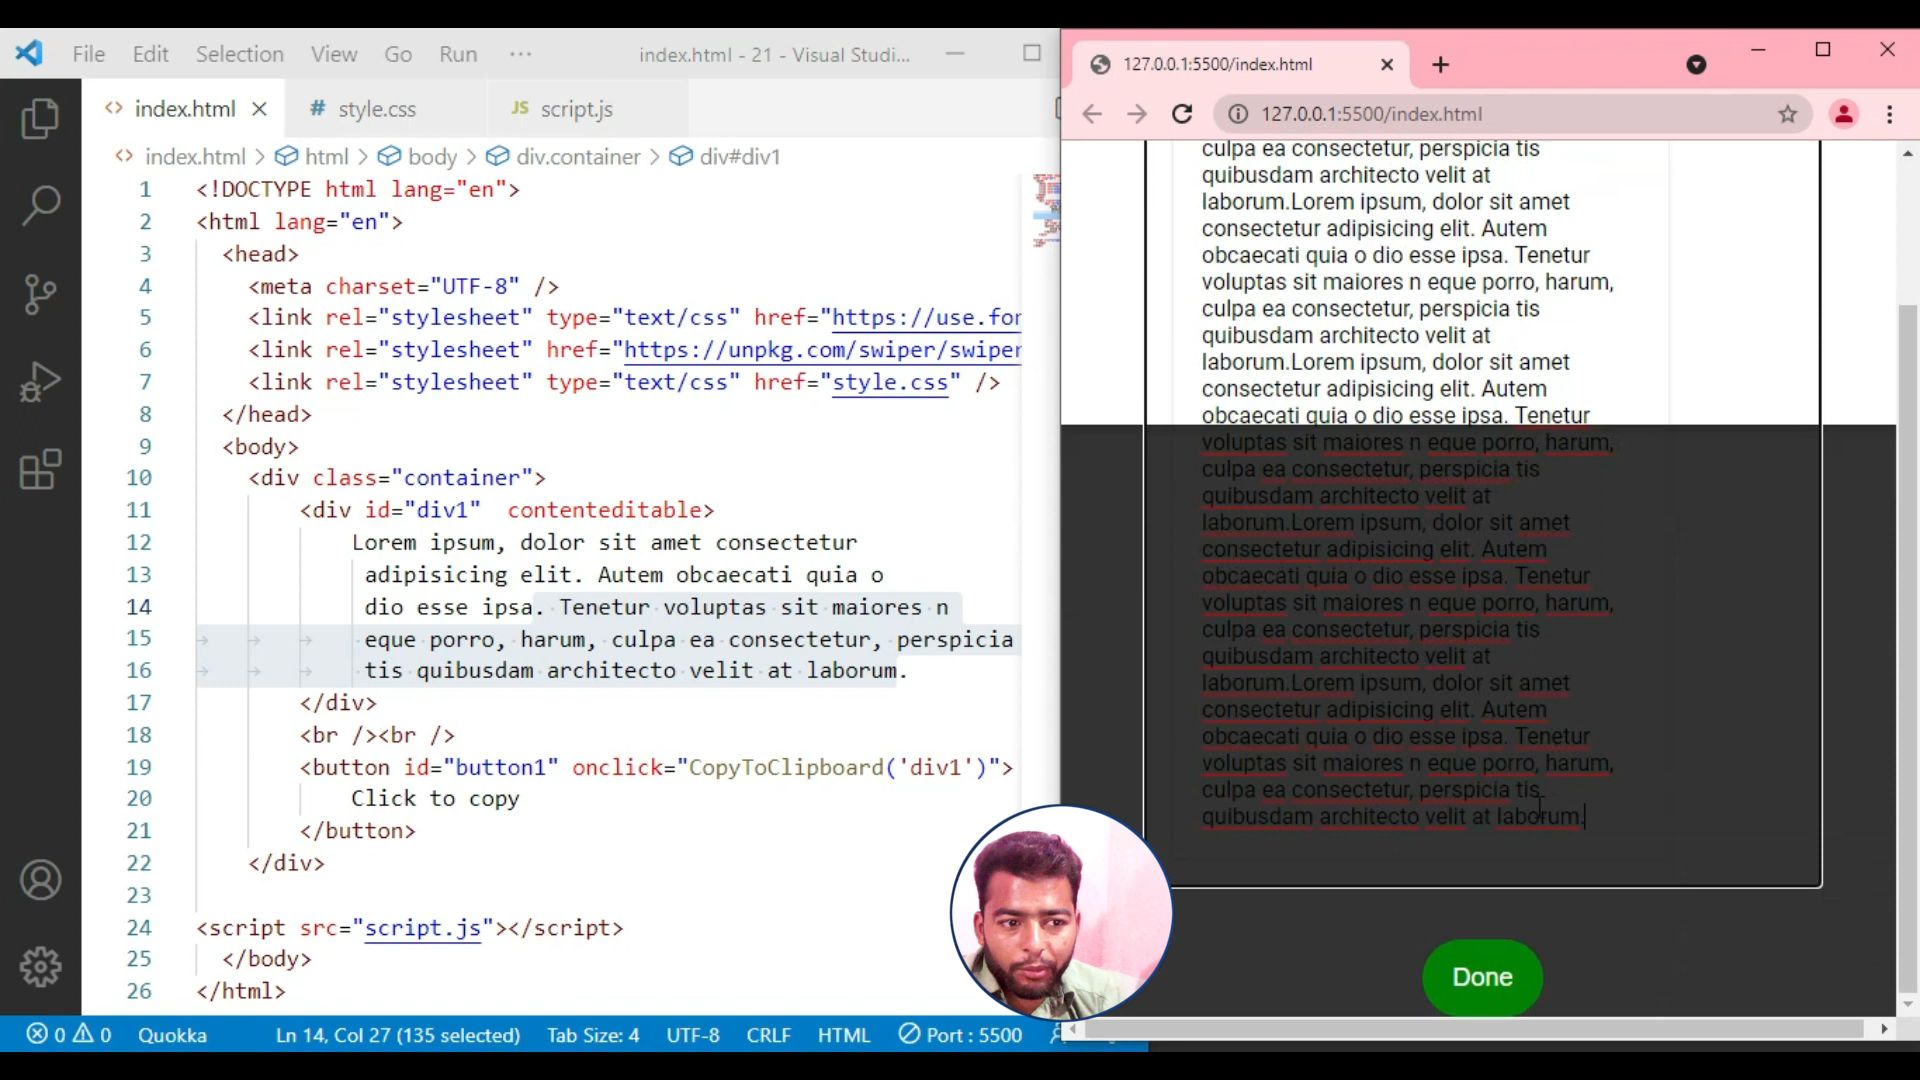 File Edit Selection View Go Run ··· index.html - 21 - Visual Studi...
index.html style.css JS script.js
index.html > html > body > div.container > div#div1
1 <!DOCTYPE html lang="en">
2 <html lang="en">
3 <head>
4 <meta charset="UTF-8" />
5 <link rel="stylesheet" type="text/css" href="https://use.for
6 <link rel="stylesheet" href="https://unpkg.com/swiper/swiper
7 <link rel="stylesheet" type="text/css" href="style.css" />
8 </head>
9 <body>
10 <div class="container">
11 <div id="div1" contenteditable>
12 Lorem ipsum, dolor sit amet consectetur
13 adipisicing elit. Autem obcaecati quia o
14 dio esse ipsa. Tenetur voluptas sit maiores n
15 eque porro, harum, culpa ea consectetur, perspicia
16 tis quibusdam architecto velit at laborum.
17 </div>
18 <br /><br />
19 <button id="button1" onclick="CopyToClipboard('div1')">
20 Click to copy
21 </button>
22 </div>
23
24 <script src="script.js"></script>
25 </body>
26 </html>
0 0 Quokka Ln 14, Col 27 (135 selected) Tab Size: 4 UTF-8 CRLF HTML Port : 5500
127.0.0.1:5500/index.html
127.0.0.1:5500/index.html
culpa ea consectetur, perspicia tis
quibusdam architecto velit at
laborum.Lorem ipsum, dolor sit amet
consectetur adipisicing elit. Autem
obcaecati quia o dio esse ipsa. Tenetur
voluptas sit maiores n eque porro, harum,
culpa ea consectetur, perspicia tis
quibusdam architecto velit at
laborum.Lorem ipsum, dolor sit amet
consectetur adipisicing elit. Autem
obcaecati quia o dio esse ipsa. Tenetur
voluptas sit maiores n eque porro, harum,
culpa ea consectetur, perspicia tis
quibusdam architecto velit at
laborum.Lorem ipsum, dolor sit amet
consectetur adipisicing elit. Autem
obcaecati quia o dio esse ipsa. Tenetur
voluptas sit maiores n eque porro, harum,
culpa ea consectetur, perspicia tis
quibusdam architecto velit at
laborum.Lorem ipsum, dolor sit amet
consectetur adipisicing elit. Autem
obcaecati quia o dio esse ipsa. Tenetur
voluptas sit maiores n eque porro, harum,
culpa ea consectetur, perspicia tis
quibusdam architecto velit at laborum.
Done